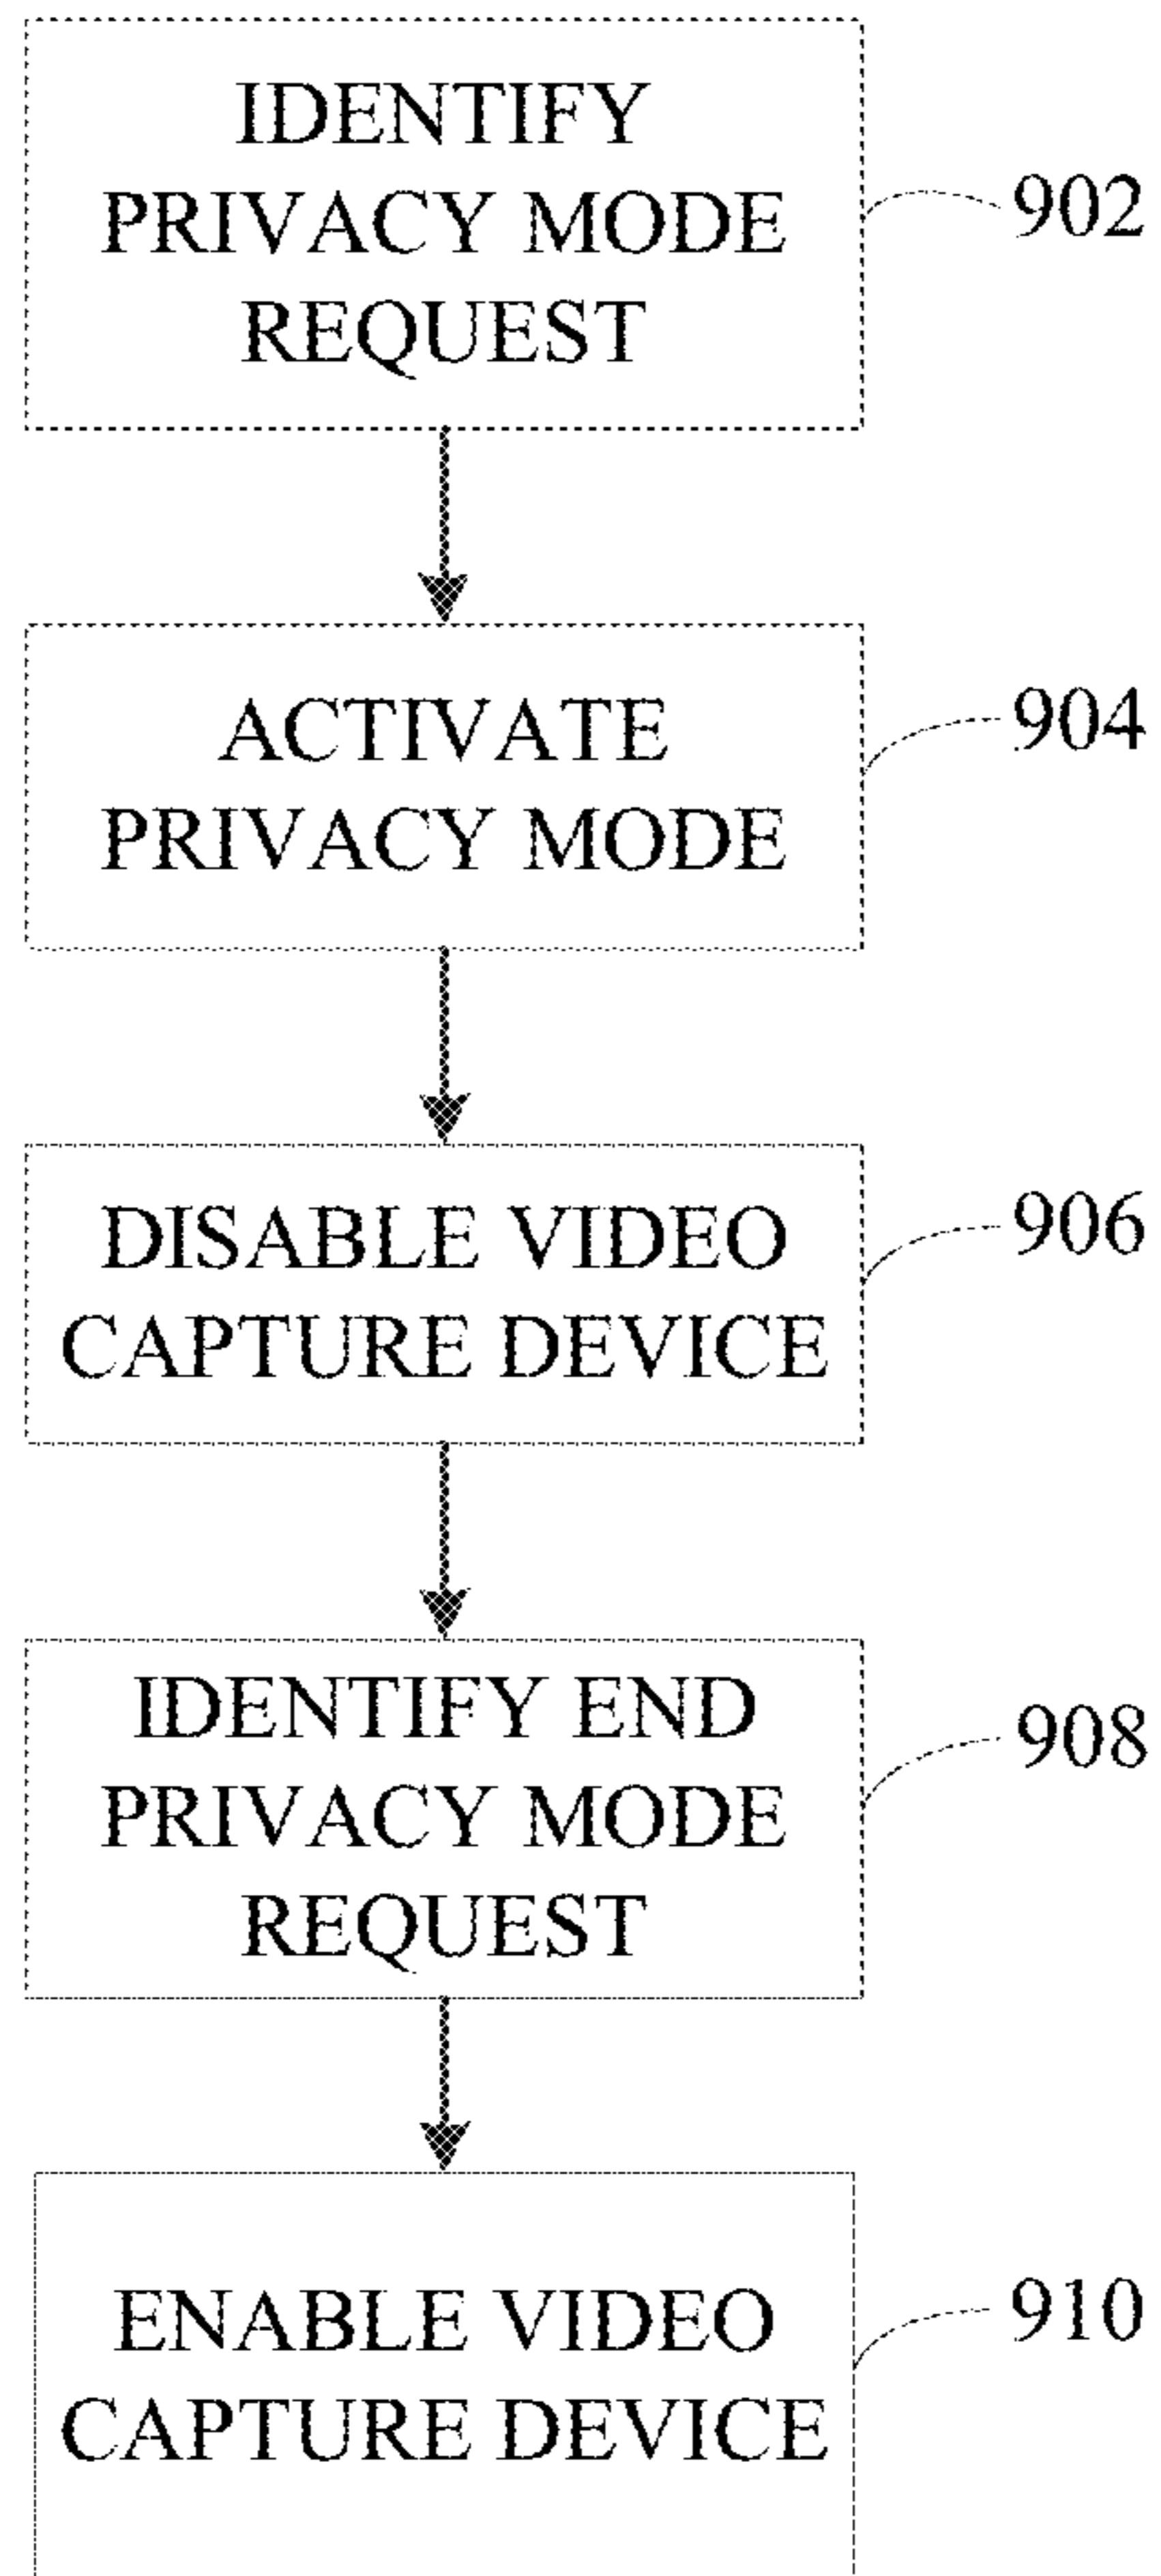 IDENTIFY
PRIVACY MODE
REQUEST
902
ACTIVATE
PRIVACY MODE
904
DISABLE VIDEO
CAPTURE DEVICE
906
IDENTIFY END
PRIVACY MODE
REQUEST
908
ENABLE VIDEO
CAPTURE DEVICE
910